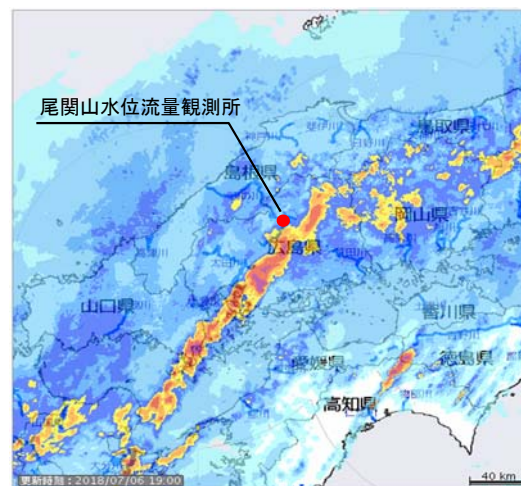 尾関山水位流量観測所
鳥取県
島根県
岡山県
広島県
山口県
香川県
愛媛県
徳島県
高知県
更新時刻：2018/07/06 19:00
40 km